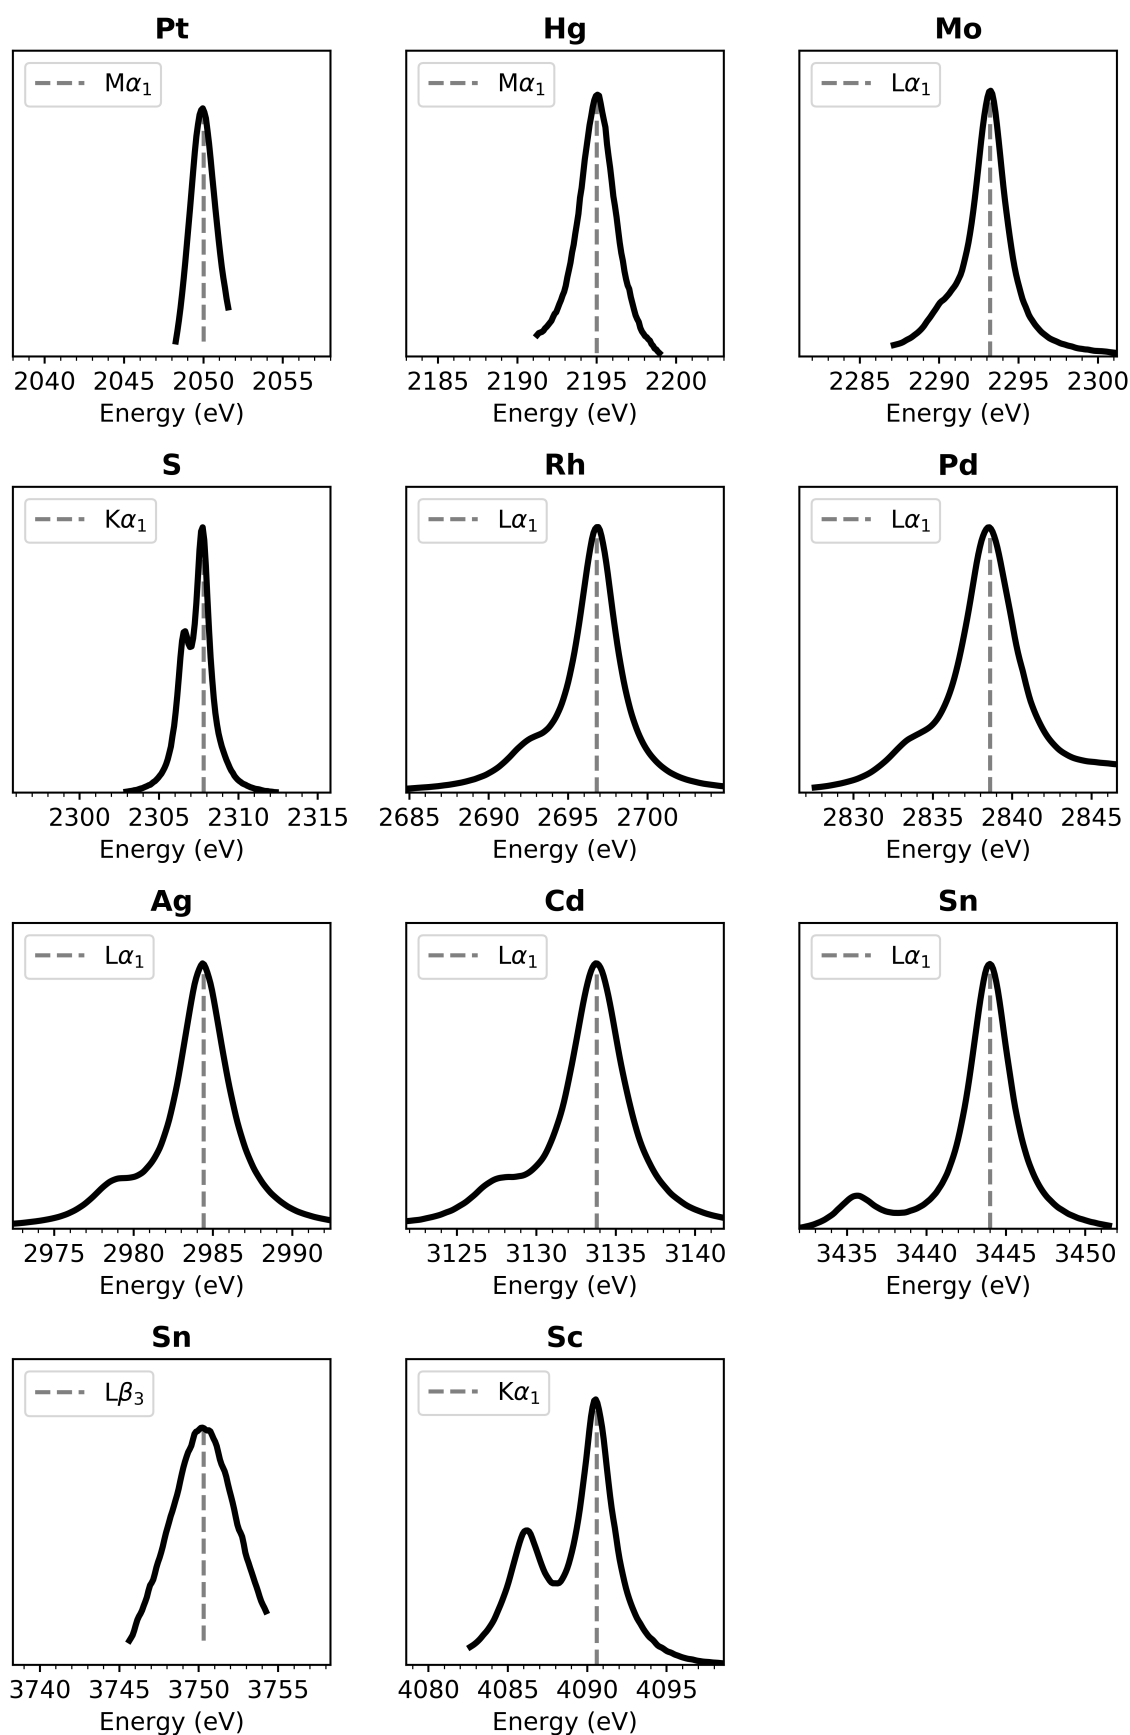 Pt Hg Mo
Mα₁ Mα₁ Lα₁
2040 2045 2050 2055 2185 2190 2195 2200 2285 2290 2295 2300
Energy (eV) Energy (eV) Energy (eV)
S Rh Pd
Kα₁ Lα₁ Lα₁
2300 2305 2310 2315 2685 2690 2695 2700 2830 2835 2840 2845
Energy (eV) Energy (eV) Energy (eV)
Ag Cd Sn
Lα₁ Lα₁ Lα₁
2975 2980 2985 2990 3125 3130 3135 3140 3435 3440 3445 3450
Energy (eV) Energy (eV) Energy (eV)
Sn Sc
Lβ₃ Kα₁
3740 3745 3750 3755 4080 4085 4090 4095
Energy (eV) Energy (eV)